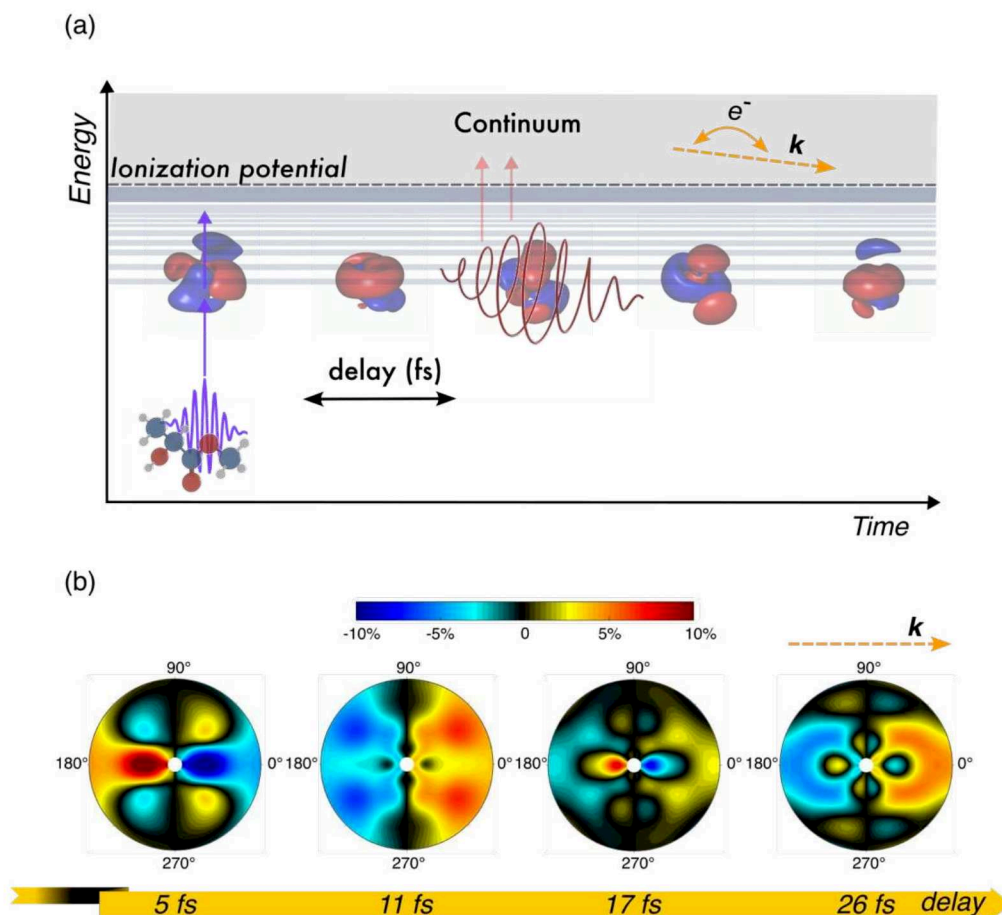 (a)
Energy
Continuum
e-
k
Ionization potential
delay (fs)
Time
(b)
-10% -5% 0 5% 10%
k
90° 90° 90° 90°
180° 0° 180° 0° 180° 0° 180° 0°
270° 270° 270° 270°
5 fs 11 fs 17 fs 26 fs delay